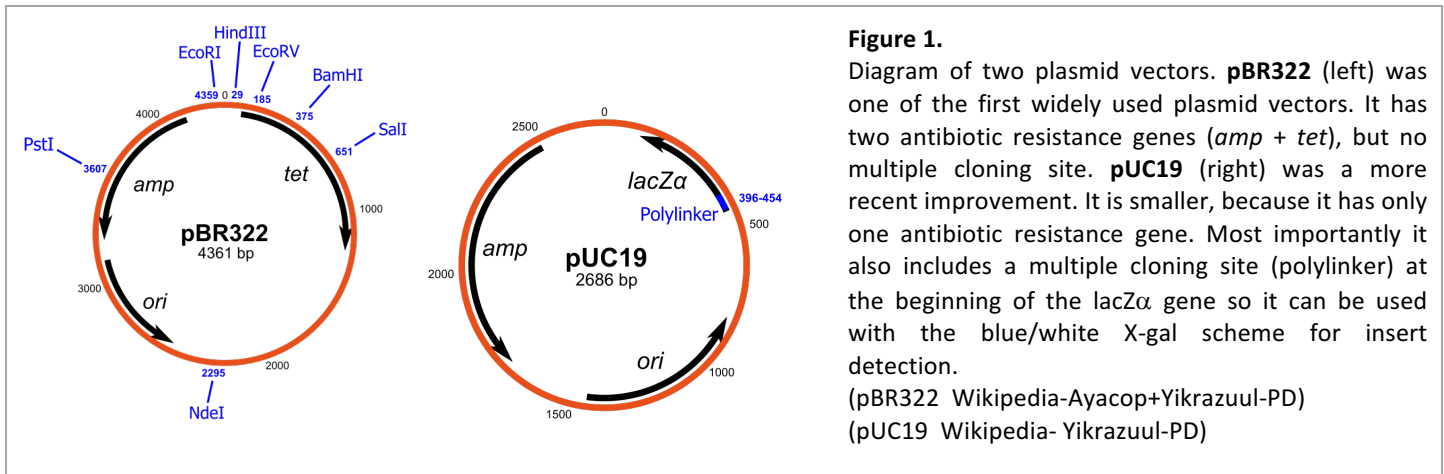 HindIII
EcoRI
EcoRV
BamHI
4359 0 29
185
375
4000
SalI
PstI
651
3607
amp
tet
1000
pBR322
4361 bp
3000
ori
2000
2295
NdeI
0
2500
lacZα
396-454
Polylinker
500
amp
pUC19
2686 bp
2000
ori
1000
1500
Figure 1.
Diagram of two plasmid vectors. pBR322 (left) was
one of the first widely used plasmid vectors. It has
two antibiotic resistance genes (amp + tet), but no
multiple cloning site. pUC19 (right) was a more
recent improvement. It is smaller, because it has only
one antibiotic resistance gene. Most importantly it
also includes a multiple cloning site (polylinker) at
the beginning of the lacZα gene so it can be used
with the blue/white X-gal scheme for insert
detection.
(pBR322 Wikipedia-Ayacop+Yikrazuul-PD)
(pUC19 Wikipedia- Yikrazuul-PD)